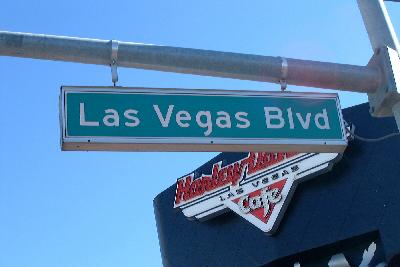 Las Vegas Blvd
Harley-Davidson
LAS VEGAS
Cafe